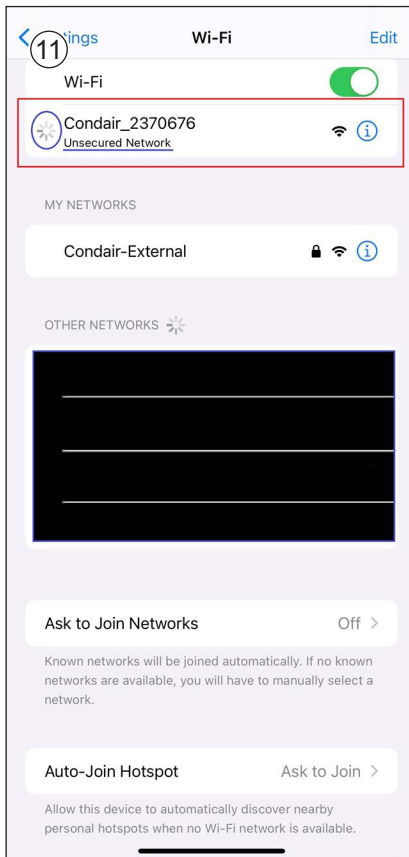 ings
Wi-Fi
Edit
11
Wi-Fi
Condair_2370676
Unsecured Network
MY NETWORKS
Condair-External
OTHER NETWORKS
Ask to Join Networks
Off
Known networks will be joined automatically. If no known
networks are available, you will have to manually select a
network.
Auto-Join Hotspot
Ask to Join
Allow this device to automatically discover nearby
personal hotspots when no Wi-Fi network is available.